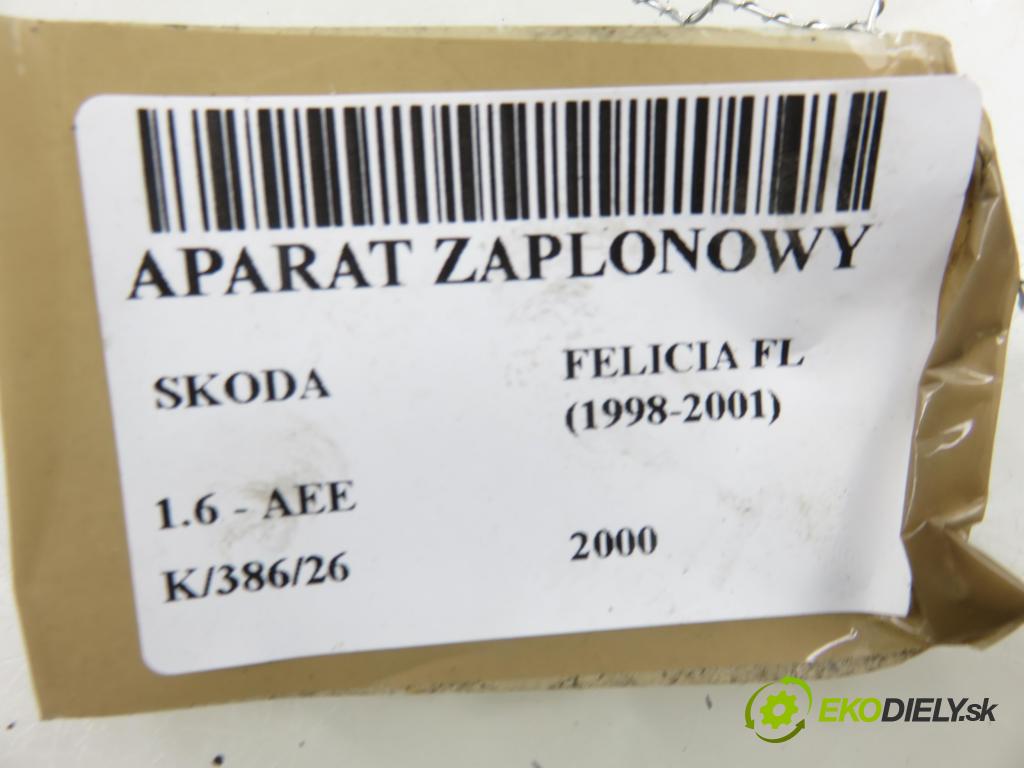 APARAT ZAPLONOWY
SKODA
FELICIA FL
(1998-2001)
1.6 - AEE
K/386/26
2000
EKODIELY.sk